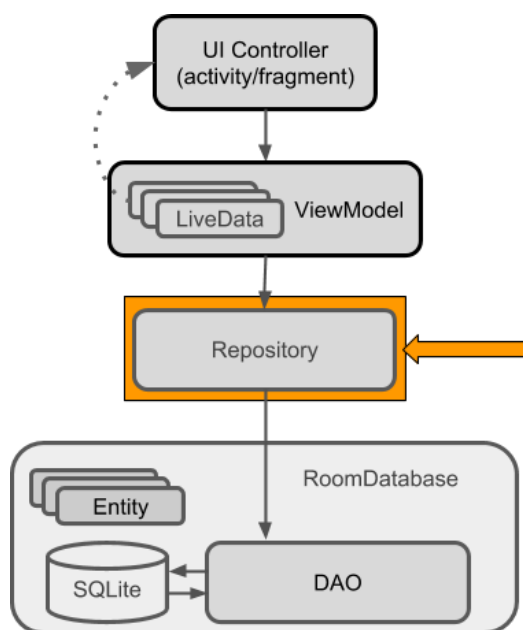 UI Controller
(activity/fragment)
LiveData
ViewModel
Repository
RoomDatabase
Entity
SQLite
DAO